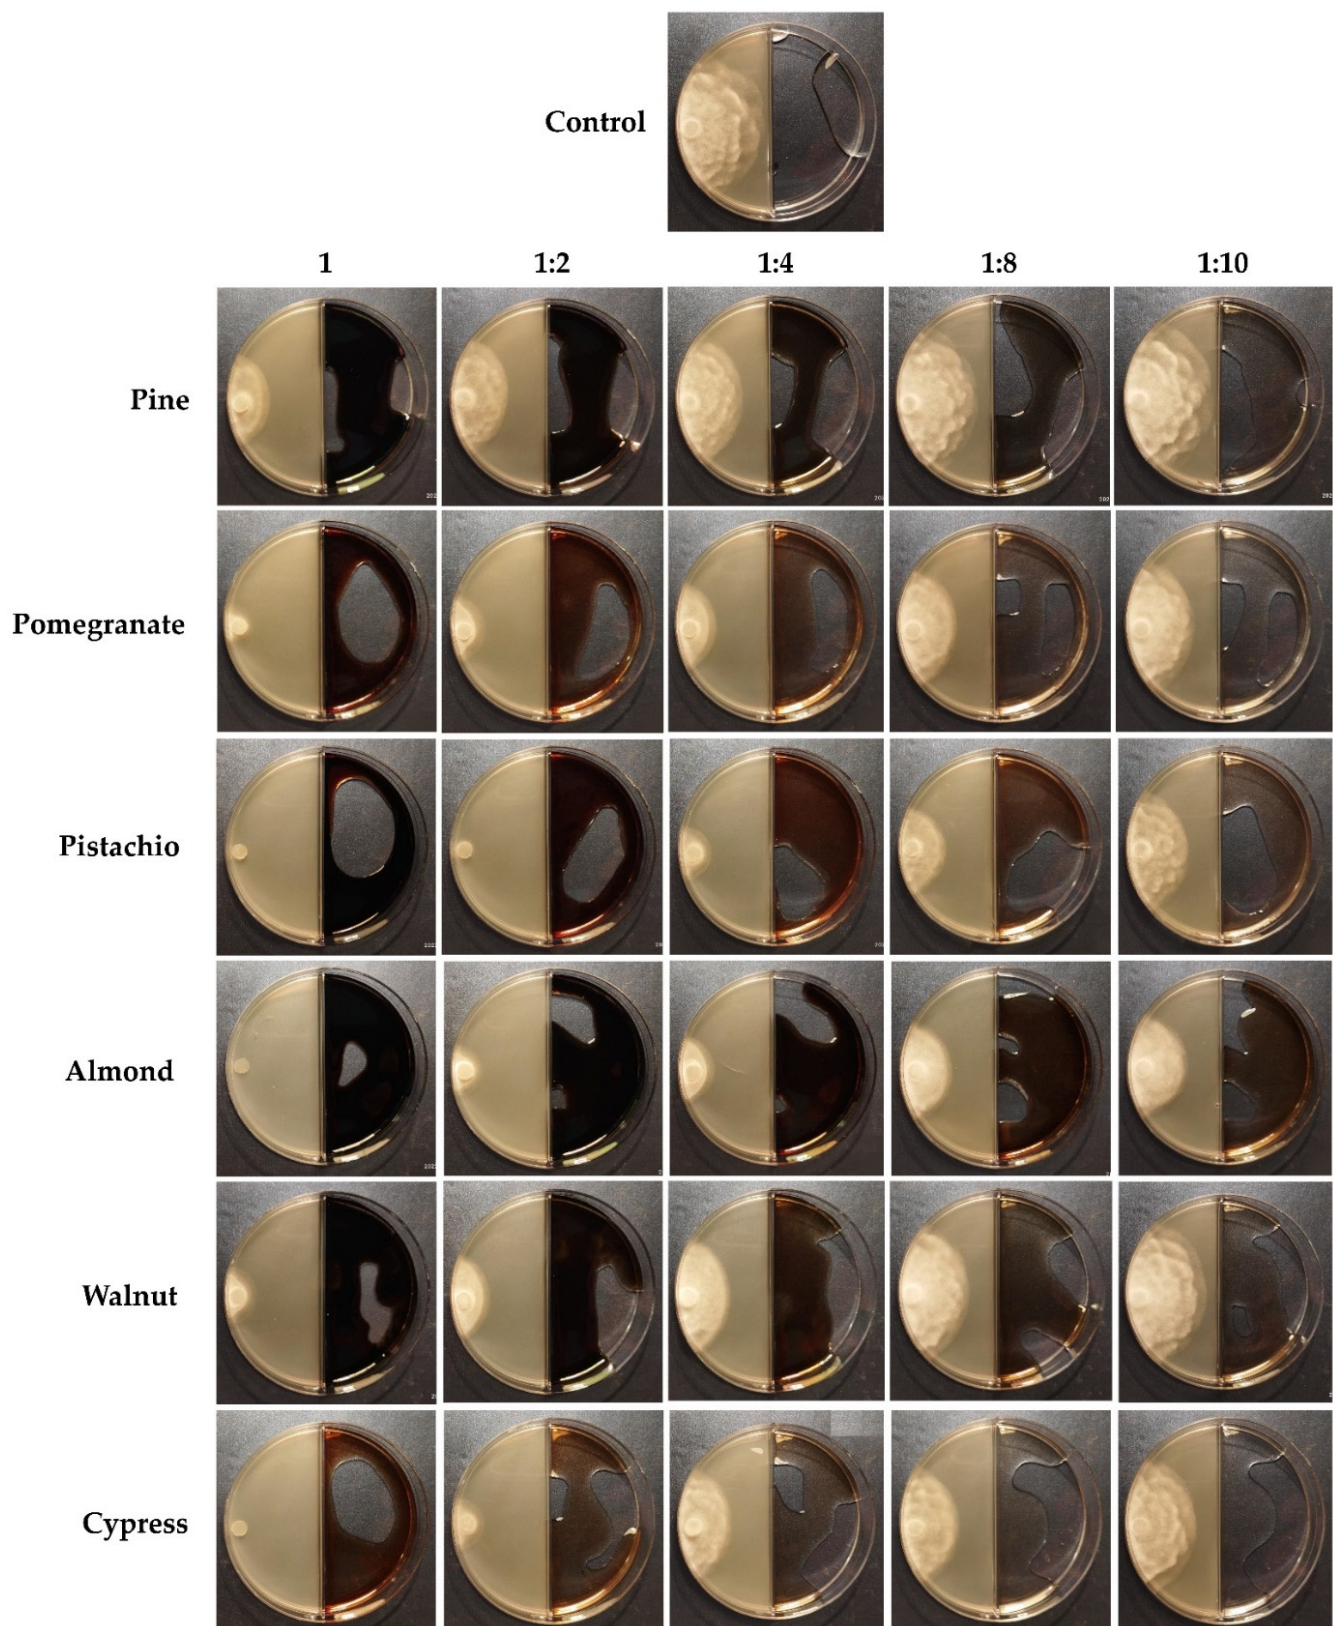 Control
1 1:2 1:4 1:8 1:10
Pine
Pomegranate
Pistachio
Almond
Walnut
Cypress